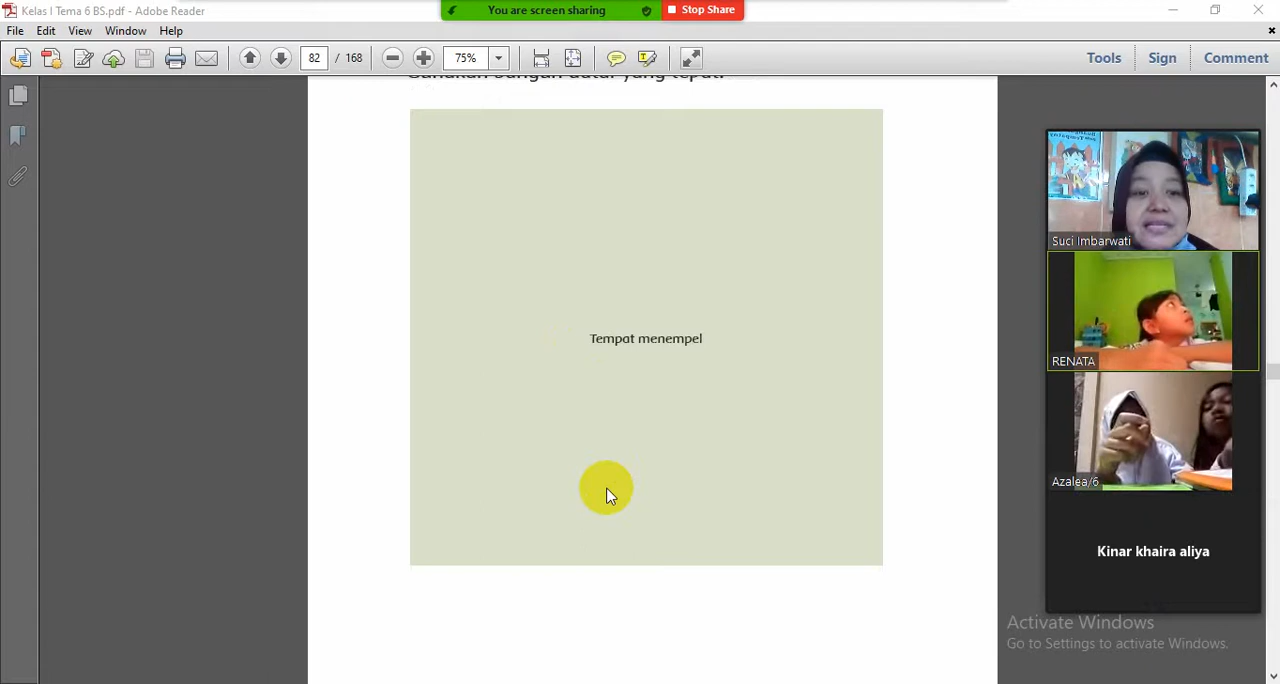 Kelas I Tema 6 BS.pdf - Adobe Reader
You are screen sharing
Stop Share
File Edit View Window Help
82 / 168
75%
Tools Sign Comment
yang tepat.
Tempat menempel
Suci Imbarwati
RENATA
Azalea/6
Kinar khaira aliya
Activate Windows
Go to Settings to activate Windows.